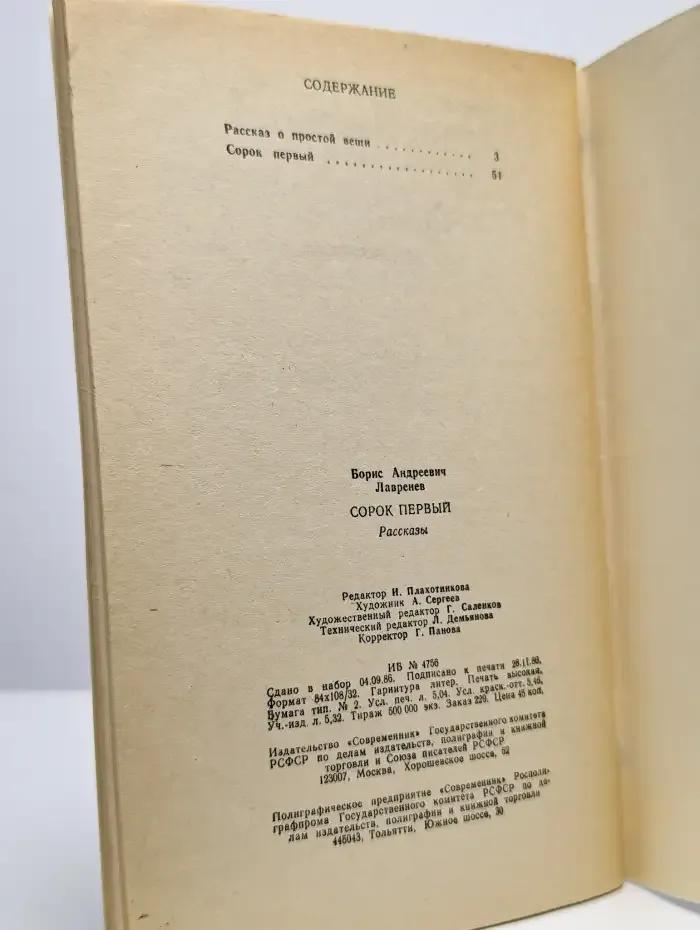 СОДЕРЖАНИЕ
Рассказ о простой вещи . . . . . . . . . . . . 3
Сорок первый . . . . . . . . . . . . . . . . . . 51
Борис Андреевич
Лавренев
СОРОК ПЕРВЫЙ
Рассказы
Редактор И. Плахотникова
Художник А. Сергеев
Художественный редактор Г. Саленков
Технический редактор Л. Демьянова
Корректор Г. Панова
ИБ № 4756
Сдано в набор 04.09.86. Подписано к печати 26.11.86.
Формат 84х108/32. Гарнитура литер. Печать высокая.
Бумага тип. № 2. Усл. печ. л. 5,04. Усл. краск.-отт. 5,46.
Уч.-изд. л. 5,32. Тираж 500 000 экз. Заказ 229. Цена 45 коп.
Издательство «Современник» Государственного комитета
РСФСР по делам издательств, полиграфии и книжной
торговли и Союза писателей РСФСР
123007, Москва, Хорошевское шоссе, 62
Полиграфическое предприятие «Современник» Росполи-
графпрома Государственного комитета РСФСР по де-
лам издательств, полиграфии и книжной торговли
445043, Тольятти, Южное шоссе, 30